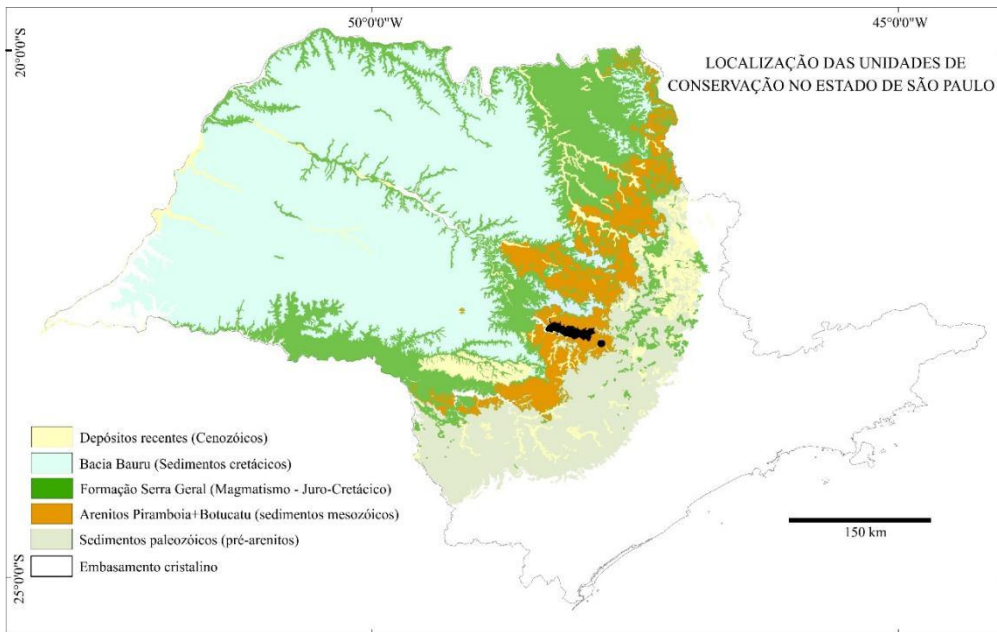 50°0'0"W
45°0'0"W
20°0'0"S
LOCALIZAÇÃO DAS UNIDADES DE
CONSERVAÇÃO NO ESTADO DE SÃO PAULO
Depósitos recentes (Cenozóicos)
Bacia Bauru (Sedimentos cretácicos)
Formação Serra Geral (Magmatismo - Juro-Cretácico)
Arenitos Piramboia+Botucatu (sedimentos mesozóicos)
Sedimentos paleozóicos (pré-arenitos)
Embasamento cristalino
150 km
25°0'0"S